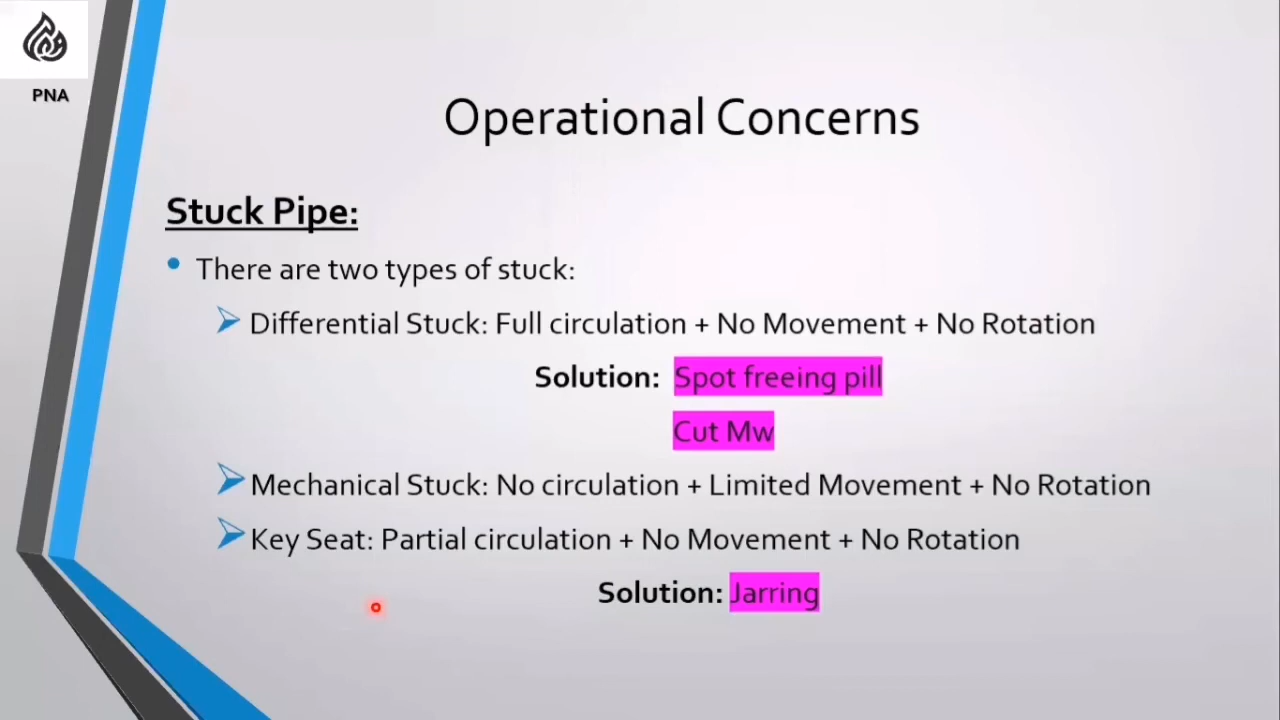 PNA
Operational Concerns
Stuck Pipe:
• There are two types of stuck:
Differential Stuck: Full circulation + No Movement + No Rotation
Solution: Spot freeing pill
Cut Mw
Mechanical Stuck: No circulation + Limited Movement + No Rotation
Key Seat: Partial circulation + No Movement + No Rotation
Solution: Jarring